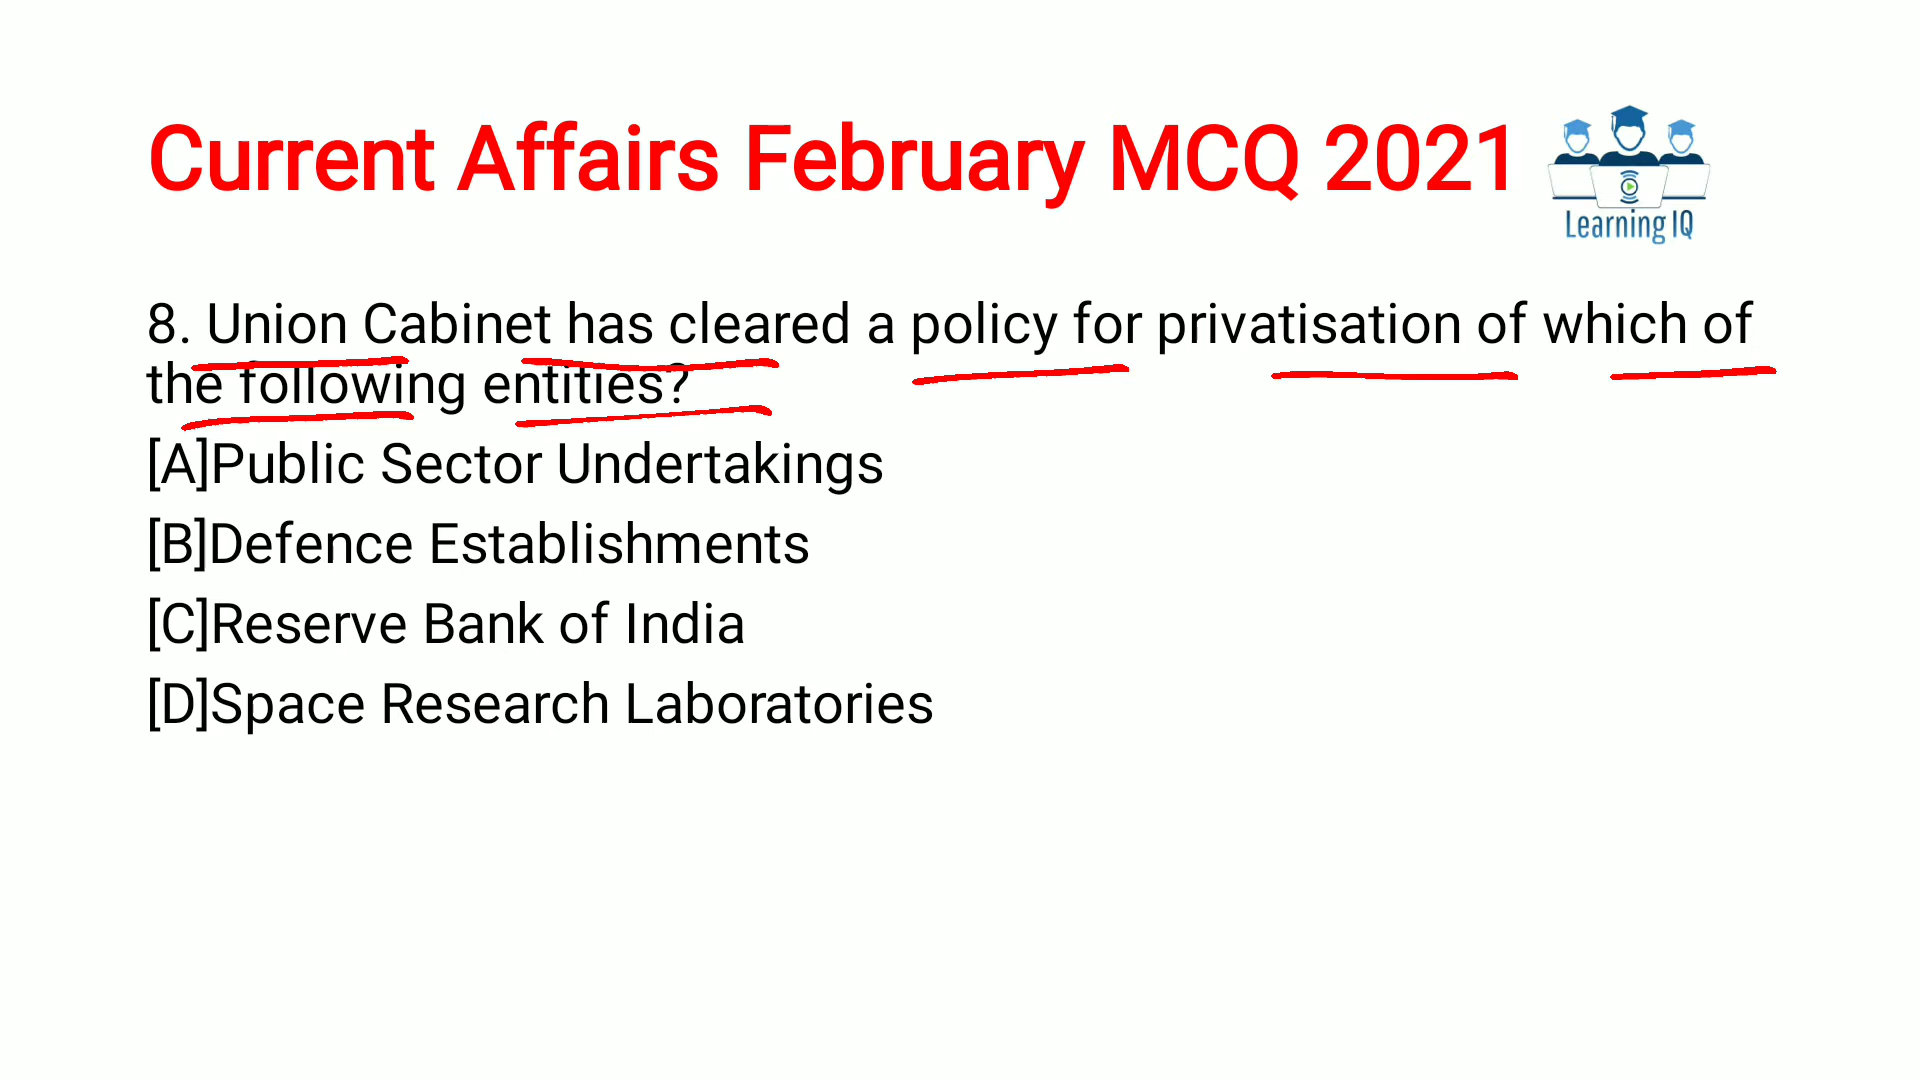 Current Affairs February MCQ 2021
Learning IQ
8. Union Cabinet has cleared a policy for privatisation of which of
the following entities?
[A]Public Sector Undertakings
[B]Defence Establishments
[C]Reserve Bank of India
[D]Space Research Laboratories